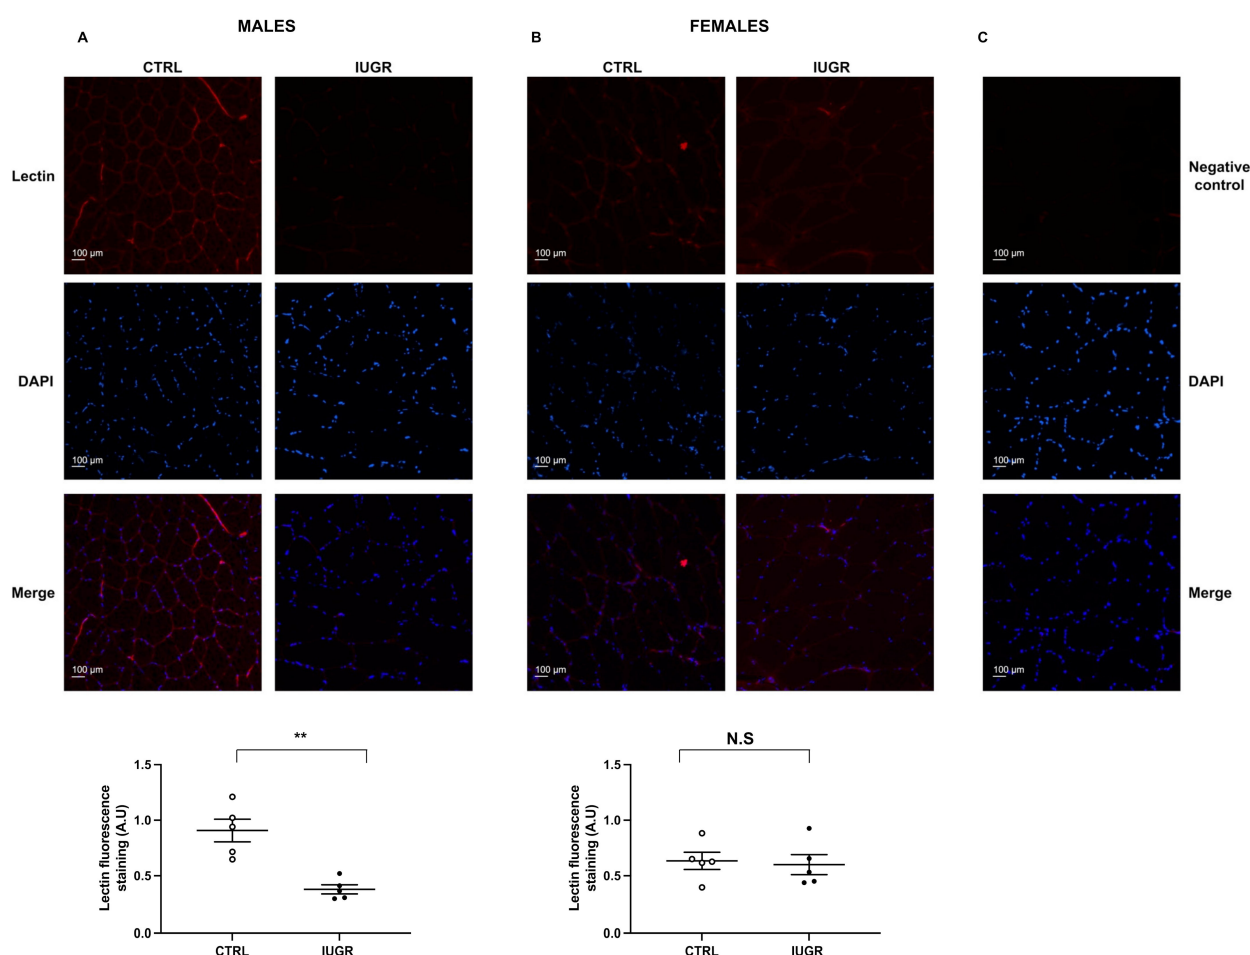 MALES
FEMALES
A
B
C
CTRL
IUGR
CTRL
IUGR
Lectin
100 µm
100 µm
100 µm
100 µm
Negative
control
DAPI
100 µm
100 µm
100 µm
100 µm
100 µm
DAPI
Merge
100 µm
100 µm
100 µm
100 µm
100 µm
Merge
100 µm
**
Lectin fluorescence
staining (A.U)
1.5
1.0
0.5
0.0
CTRL
IUGR
N.S
Lectin fluorescence
staining (A.U)
1.5
1.0
0.5
0.0
CTRL
IUGR